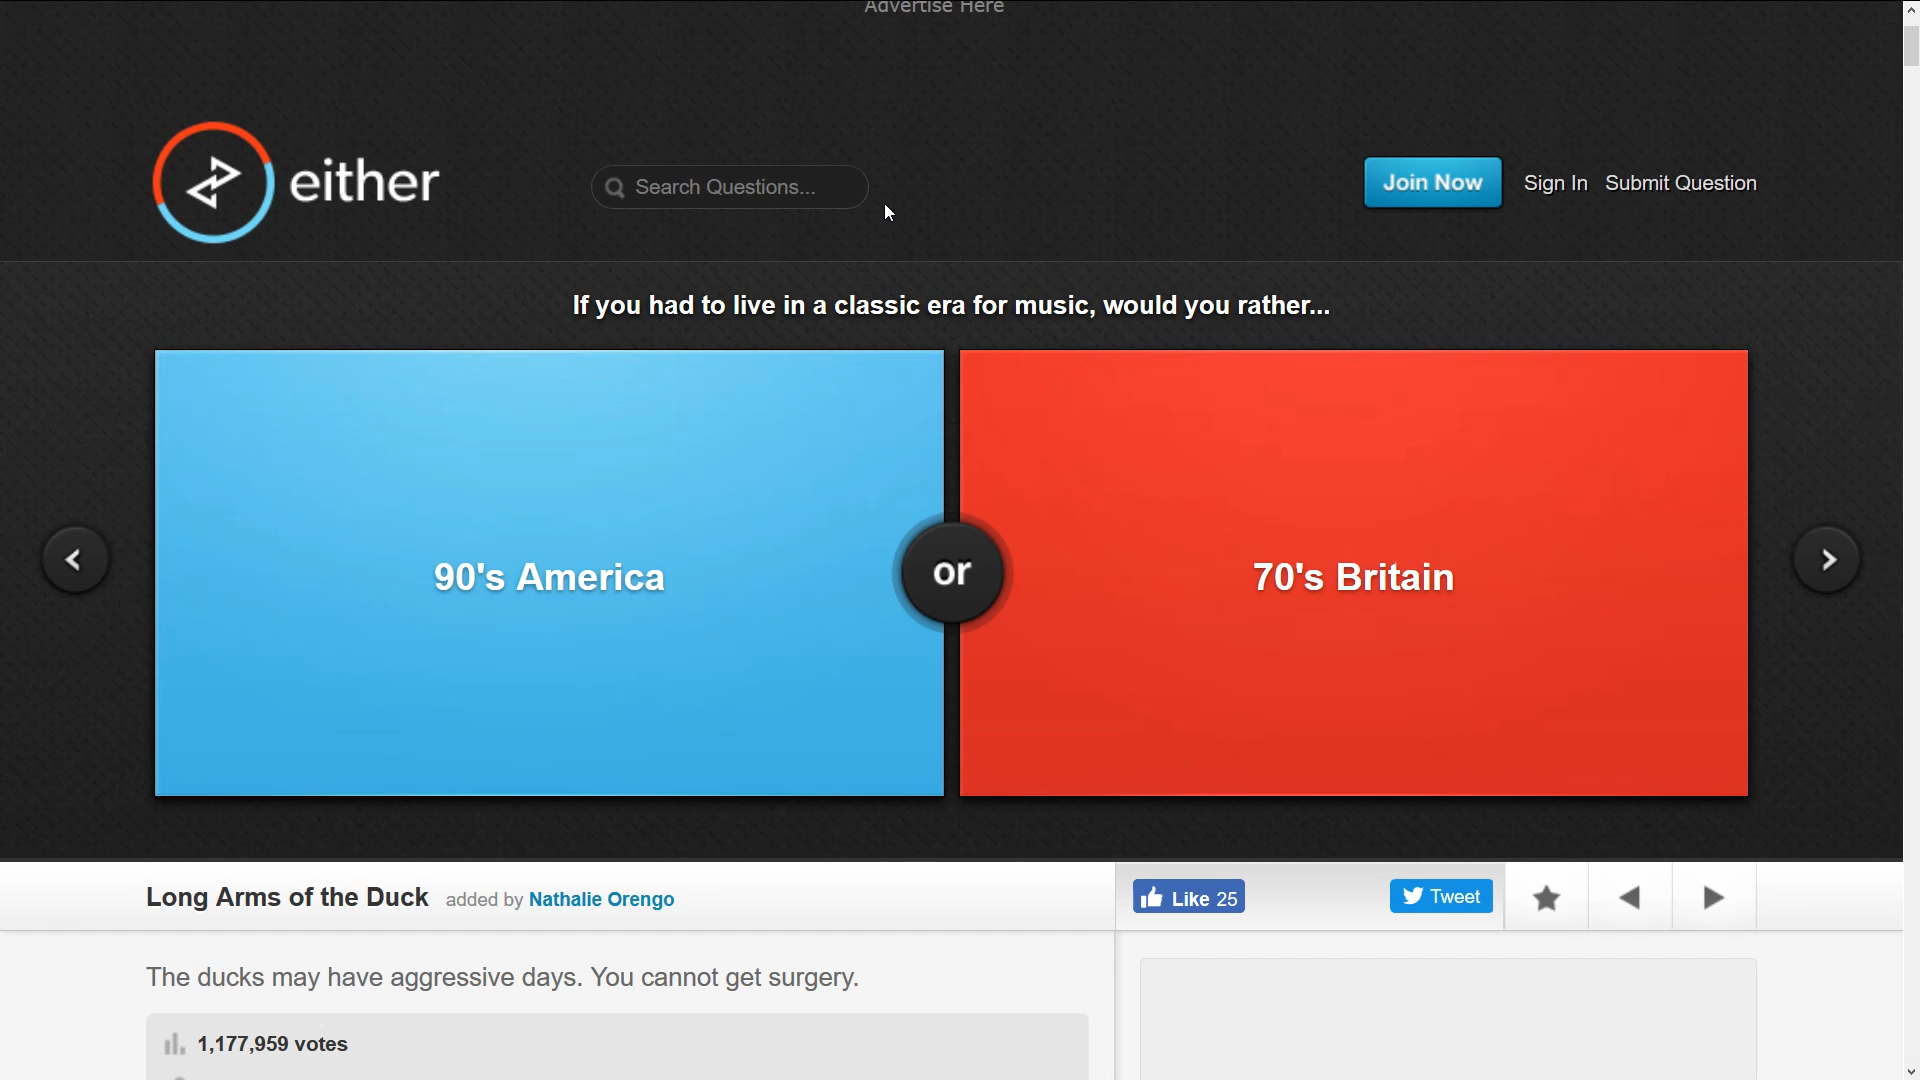 Advertise Here
either
Search Questions...
Join Now
Sign In
Submit Question
If you had to live in a classic era for music, would you rather...
90's America
or
70's Britain
Long Arms of the Duck added by Nathalie Orengo
Like 25
Tweet
The ducks may have aggressive days. You cannot get surgery.
1,177,959 votes